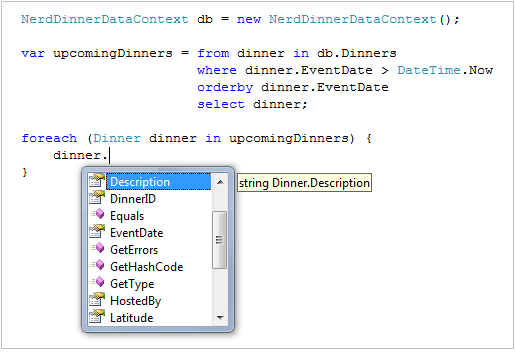 NerdDinnerDataContext db = new NerdDinnerDataContext();
var upcomingDinners = from dinner in db.Dinners
where dinner.EventDate > DateTime.Now
orderby dinner.EventDate
select dinner;
foreach (Dinner dinner in upcomingDinners) {
dinner.
}
Description
string Dinner.Description
DinnerID
Equals
EventDate
GetErrors
GetHashCode
GetType
HostedBy
Latitude